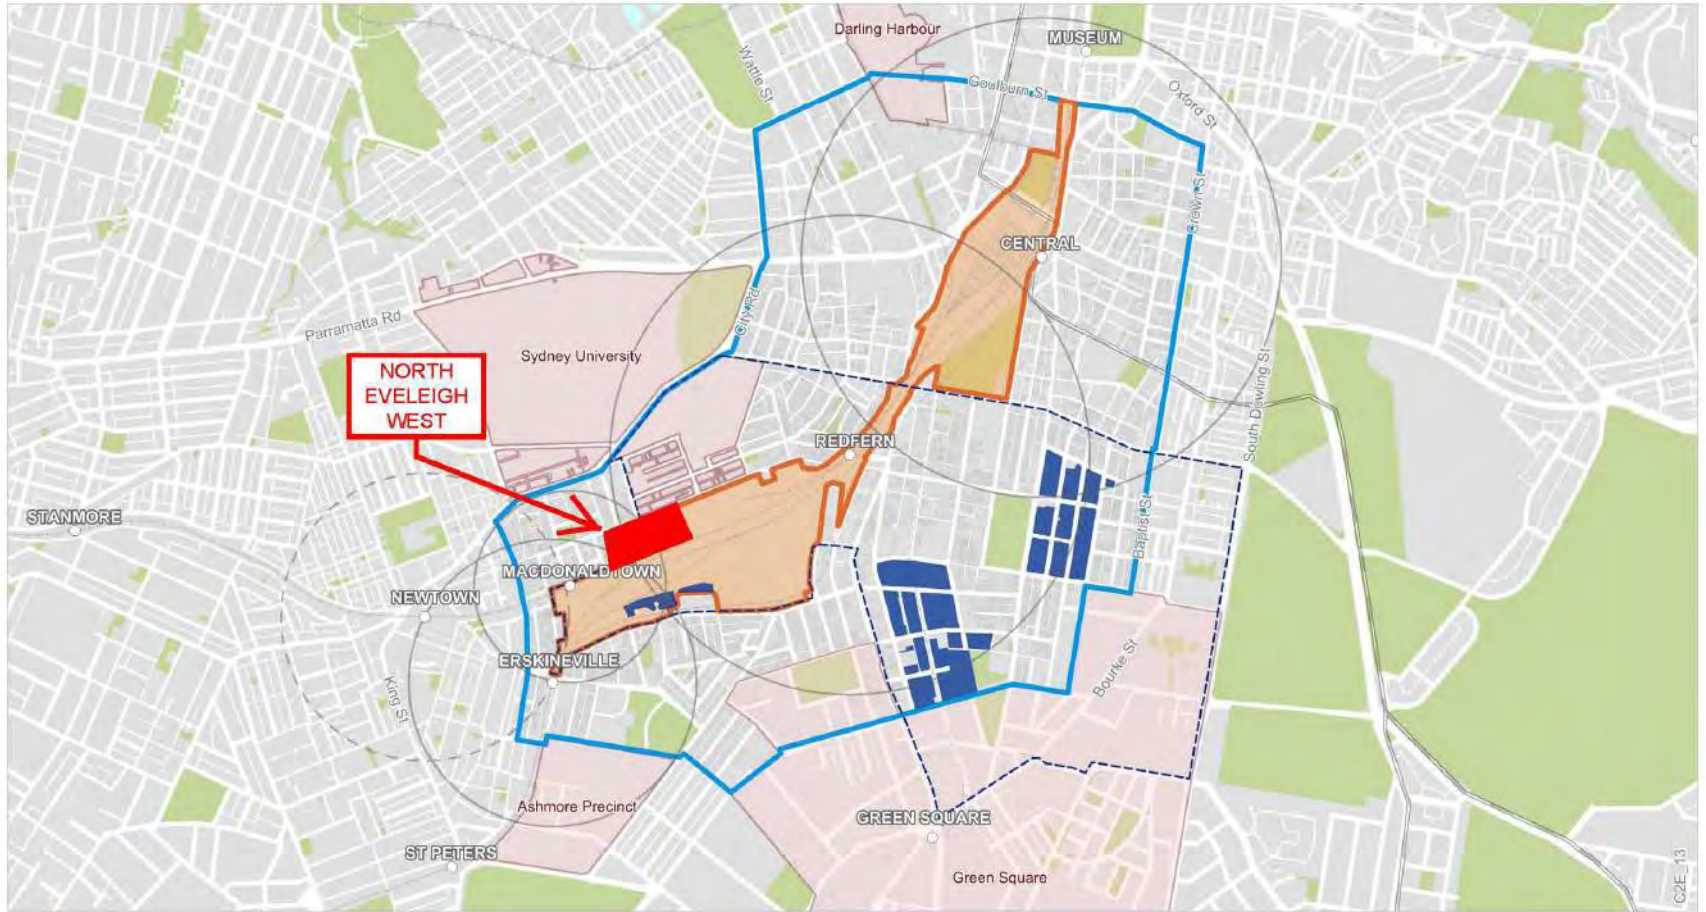 Darling Harbour
MUSEUM
Wattle St
Goulburn St
Oxford St
Crown St
CENTRAL
City Rd
Parramatta Rd
Sydney University
NORTH
EVELEIGH
WEST
South Dowling St
REDFERN
STANMORE
Baptist St
MACDONALDTOWN
NEWTOWN
ERSKINEVILLE
Bourke St
King St
Ashmore Precinct
GREEN SQUARE
ST PETERS
Green Square
C2E_13